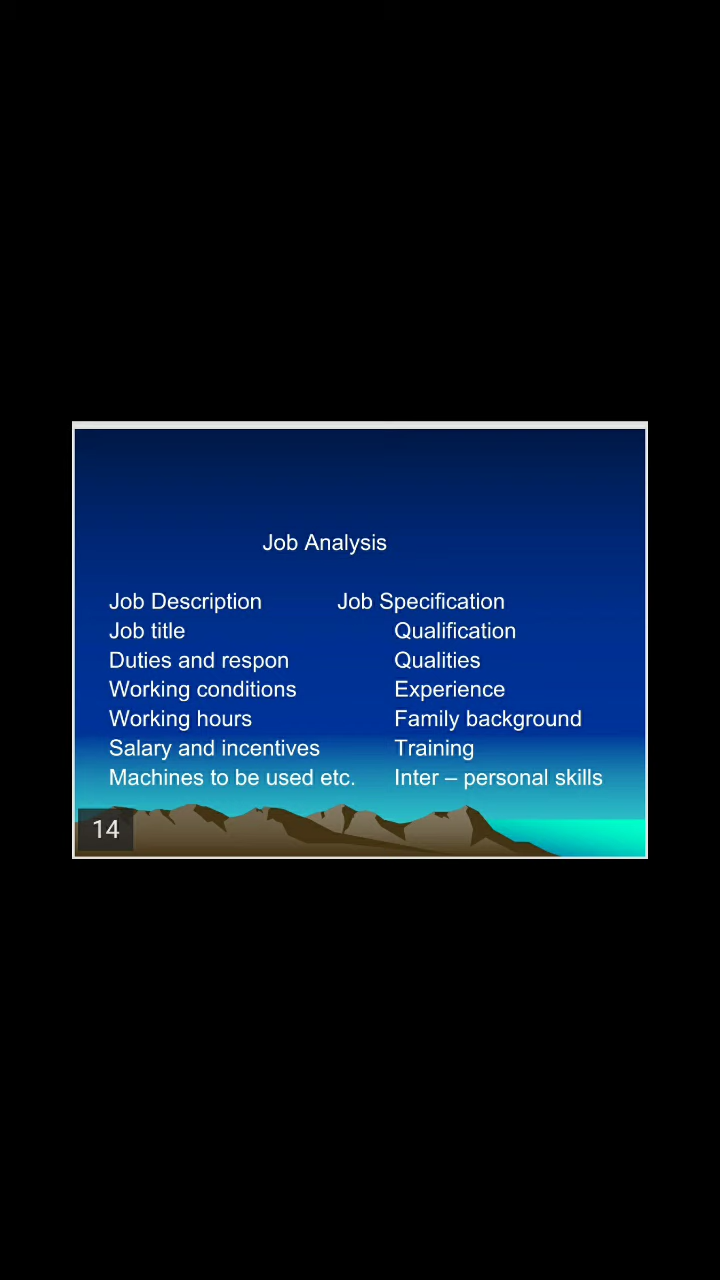 Job Analysis
Job Description Job Specification
Job title Qualification
Duties and respon Qualities
Working conditions Experience
Working hours Family background
Salary and incentives Training
Machines to be used etc. Inter – personal skills
14